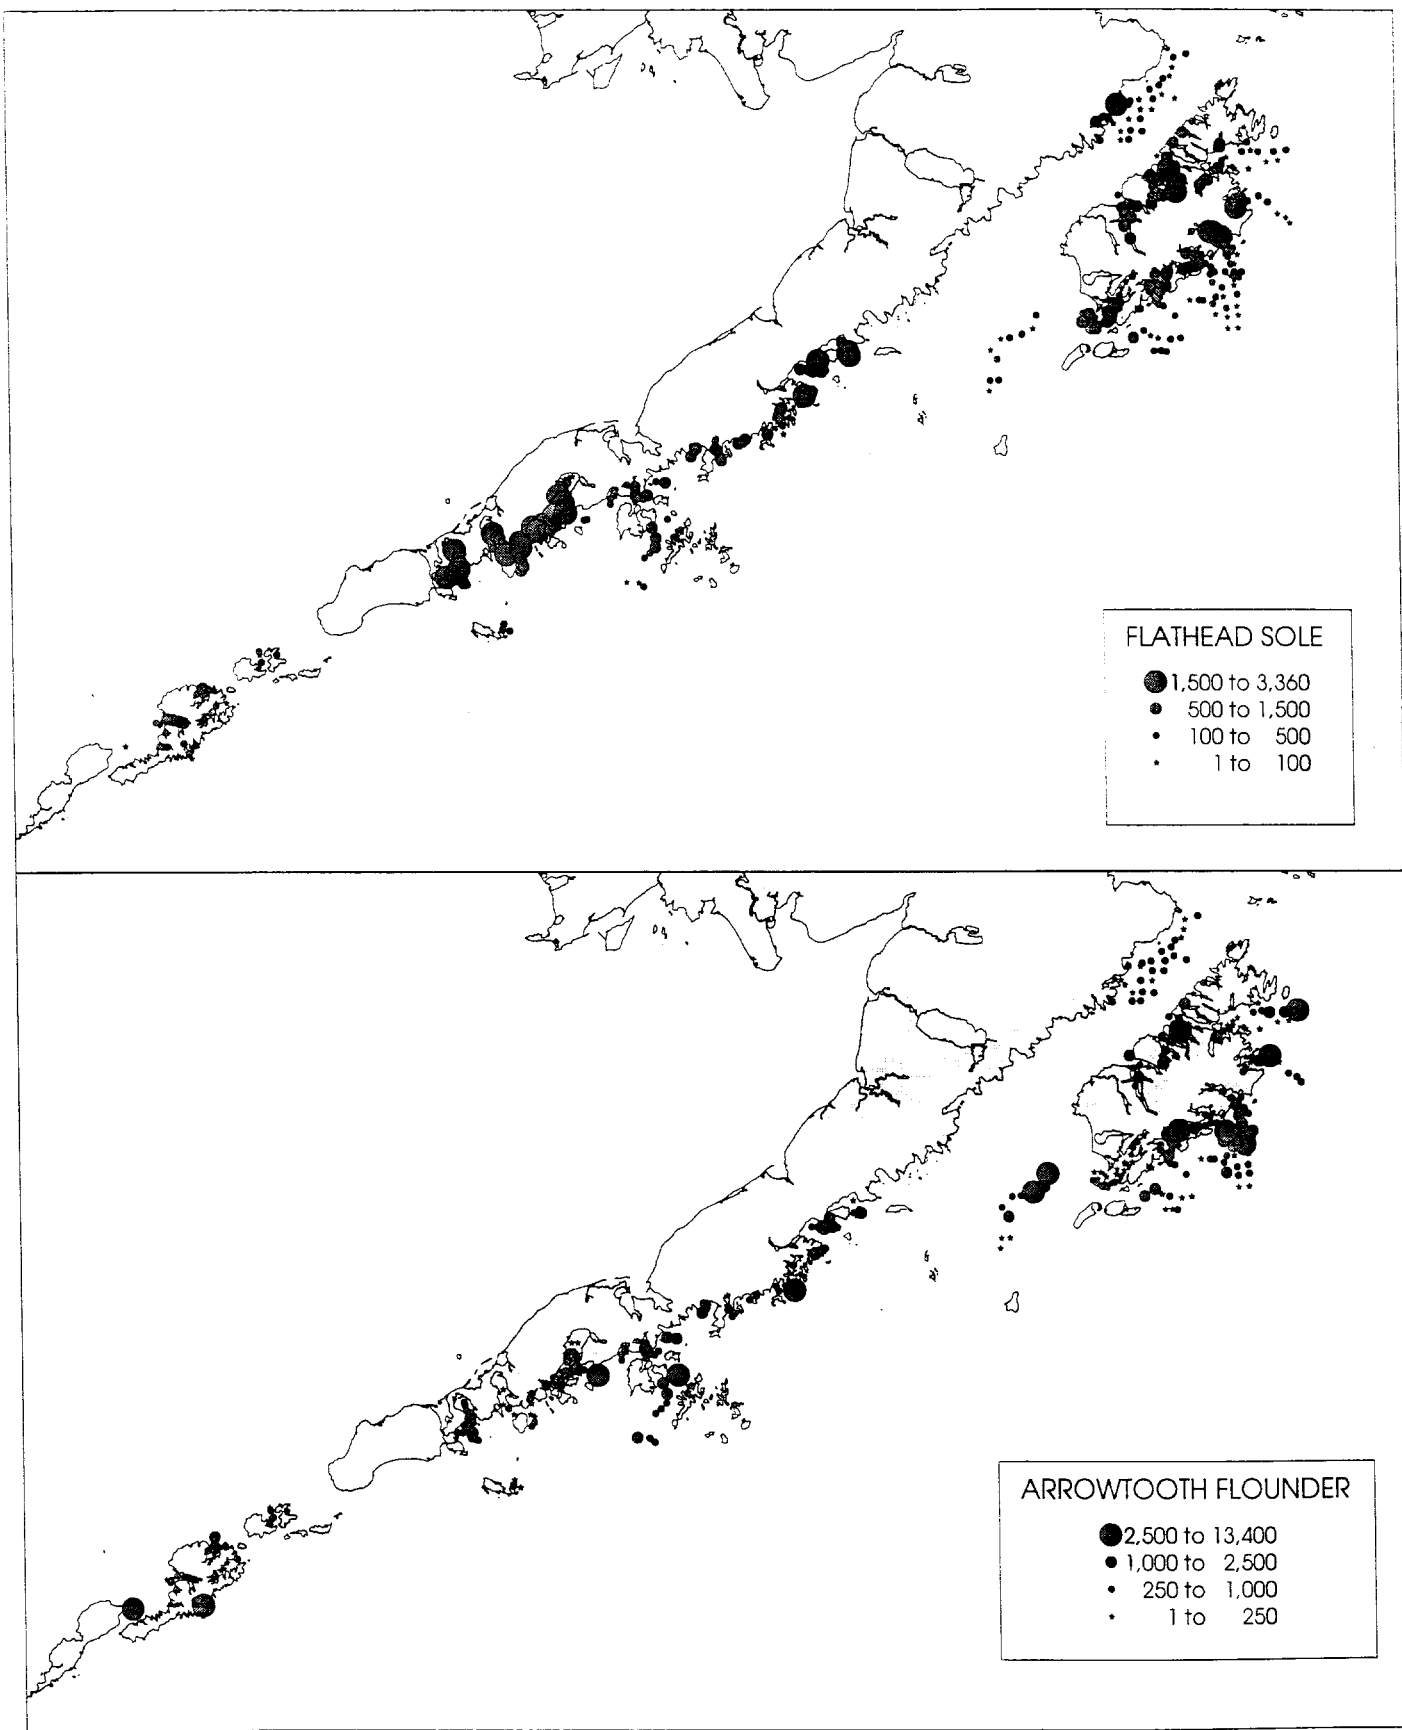 FLATHEAD SOLE
1,500 to 3,360
500 to 1,500
100 to 500
1 to 100
ARROWTOOTH FLOUNDER
2,500 to 13,400
1,000 to 2,500
250 to 1,000
1 to 250